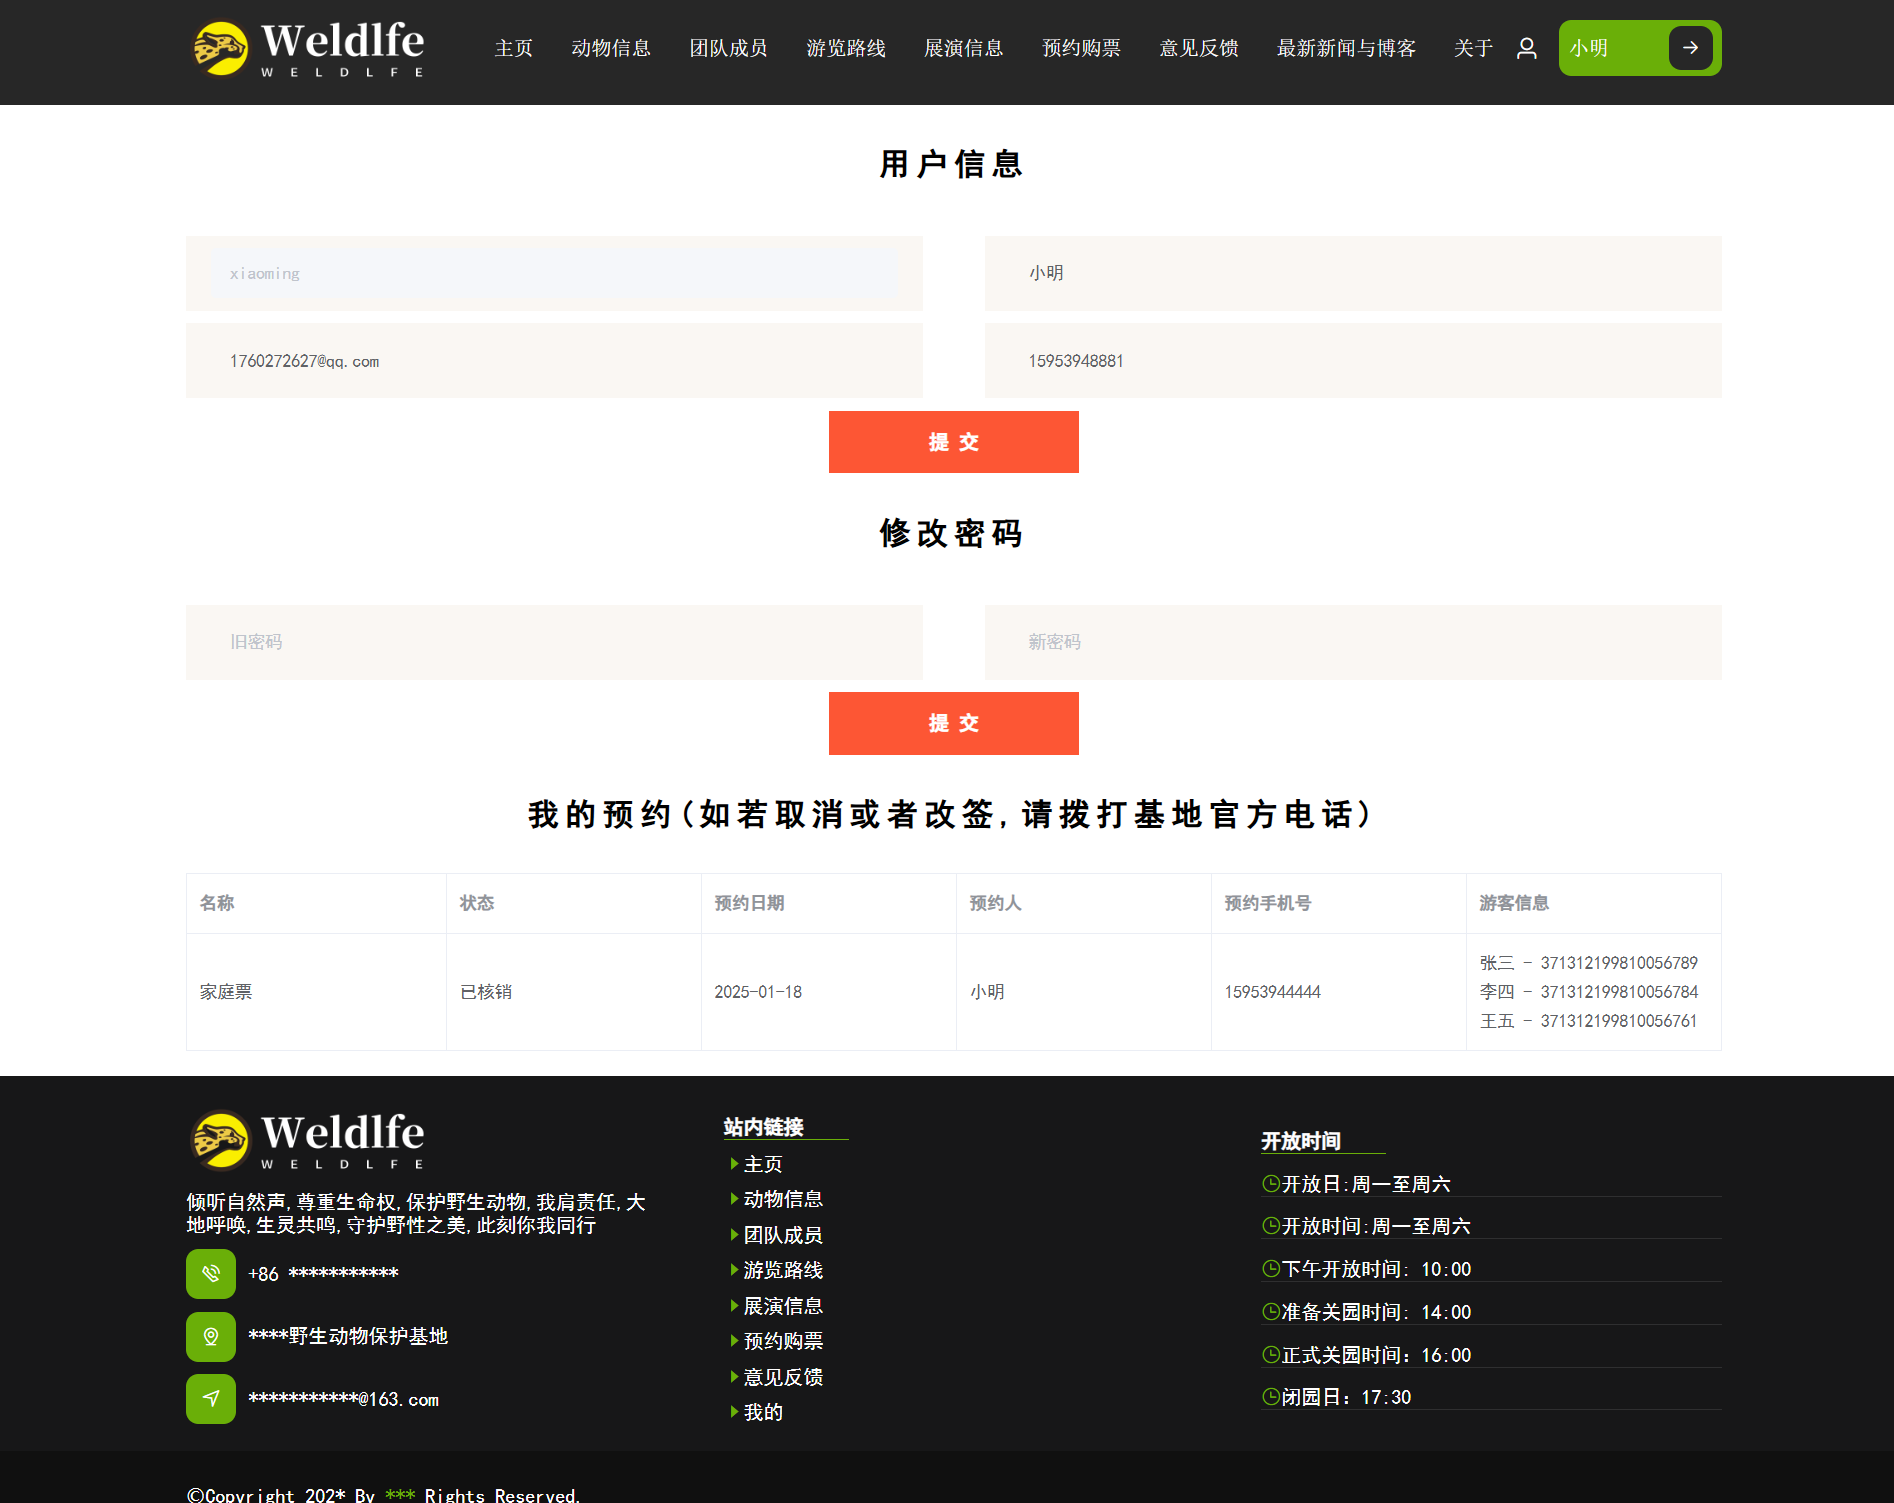 Weldlfe
WELDLFE
主页 动物信息 团队成员 游览路线 展演信息 预约购票 意见反馈 最新新闻与博客 关于 小明
用户信息
xiaoming 小明
1760272627@qq.com 15953948881
提 交
修改密码
旧密码 新密码
提 交
我的预约(如若取消或者改签,请拨打基地官方电话)
名称 状态 预约日期 预约人 预约手机号 游客信息
家庭票 已核销 2025-01-18 小明 15953944444
张三 - 371312199810056789
李四 - 371312199810056784
王五 - 371312199810056761
Weldlfe
WELDLFE
倾听自然声,尊重生命权,保护野生动物,我肩责任,大
地呼唤,生灵共鸣,守护野性之美,此刻你我同行
+86 ***********
****野生动物保护基地
***********@163.com
站内链接
主页
动物信息
团队成员
游览路线
展演信息
预约购票
意见反馈
我的
开放时间
开放日:周一至周六
开放时间:周一至周六
下午开放时间: 10:00
准备关园时间: 14:00
正式关园时间：16:00
闭园日：17:30
©Copyright 202* By *** Rights Reserved.